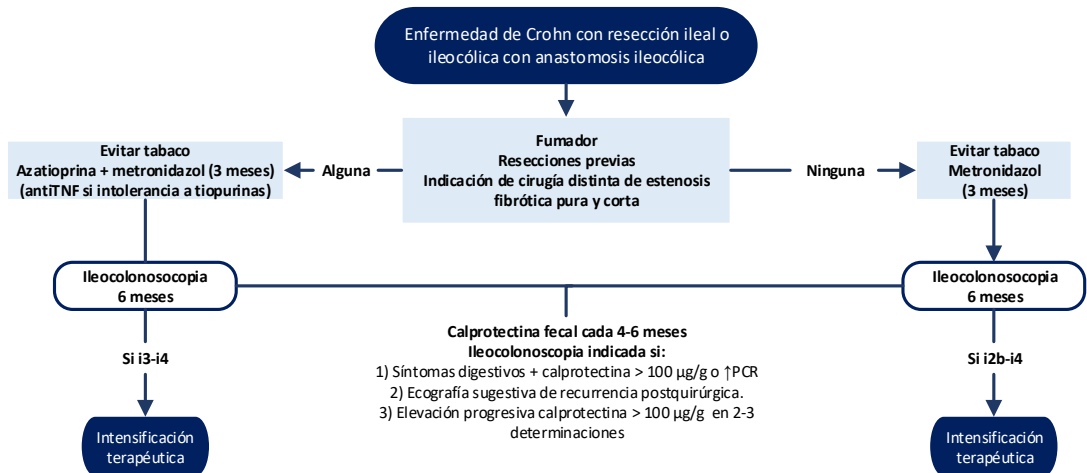 Enfermedad de Crohn con resección ileal o
ileocólica con anastomosis ileocólica
Fumador
Resecciones previas
Indicación de cirugía distinta de estenosis
fibrótica pura y corta
Alguna
Ninguna
Evitar tabaco
Azatioprina + metronidazol (3 meses)
(antiTNF si intolerancia a tiopurinas)
Evitar tabaco
Metronidazol
(3 meses)
Ileocolonosocopia
6 meses
Ileocolonosocopia
6 meses
Calprotectina fecal cada 4-6 meses
Ileocolonoscopia indicada si:
1) Síntomas digestivos + calprotectina > 100 µg/g o ↑PCR
2) Ecografía sugestiva de recurrencia postquirúrgica.
3) Elevación progresiva calprotectina > 100 µg/g en 2-3
determinaciones
Si i3-i4
Si i2b-i4
Intensificación
terapéutica
Intensificación
terapéutica